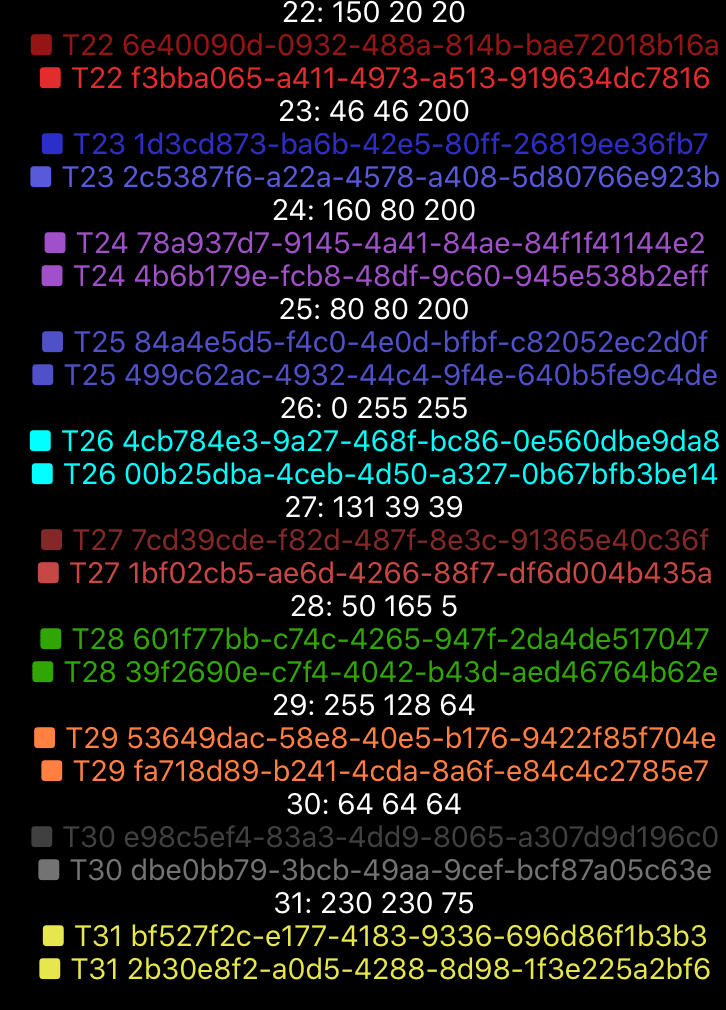 22: 150 20 20
T22 6e40090d-0932-488a-814b-bae72018b16a
T22 f3bba065-a411-4973-a513-919634dc7816
23: 46 46 200
T23 1d3cd873-ba6b-42e5-80ff-26819ee36fb7
T23 2c5387f6-a22a-4578-a408-5d80766e923b
24: 160 80 200
T24 78a937d7-9145-4a41-84ae-84f1f41144e2
T24 4b6b179e-fcb8-48df-9c60-945e538b2eff
25: 80 80 200
T25 84a4e5d5-f4c0-4e0d-bfbf-c82052ec2d0f
T25 499c62ac-4932-44c4-9f4e-640b5fe9c4de
26: 0 255 255
T26 4cb784e3-9a27-468f-bc86-0e560dbe9da8
T26 00b25dba-4ceb-4d50-a327-0b67bfb3be14
27: 131 39 39
T27 7cd39cde-f82d-487f-8e3c-91365e40c36f
T27 1bf02cb5-ae6d-4266-88f7-df6d004b435a
28: 50 165 5
T28 601f77bb-c74c-4265-947f-2da4de517047
T28 39f2690e-c7f4-4042-b43d-aed46764b62e
29: 255 128 64
T29 53649dac-58e8-40e5-b176-9422f85f704e
T29 fa718d89-b241-4cda-8a6f-e84c4c2785e7
30: 64 64 64
T30 e98c5ef4-83a3-4dd9-8065-a307d9d196c0
T30 dbe0bb79-3bcb-49aa-9cef-bcf87a05c63e
31: 230 230 75
T31 bf527f2c-e177-4183-9336-696d86f1b3b3
T31 2b30e8f2-a0d5-4288-8d98-1f3e225a2bf6